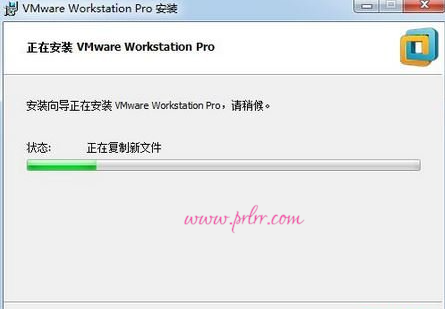 VMware Workstation Pro 安装
正在安装 VMware Workstation Pro
安装向导正在安装 VMware Workstation Pro，请稍候。
状态: 正在复制新文件
www.prlrr.com